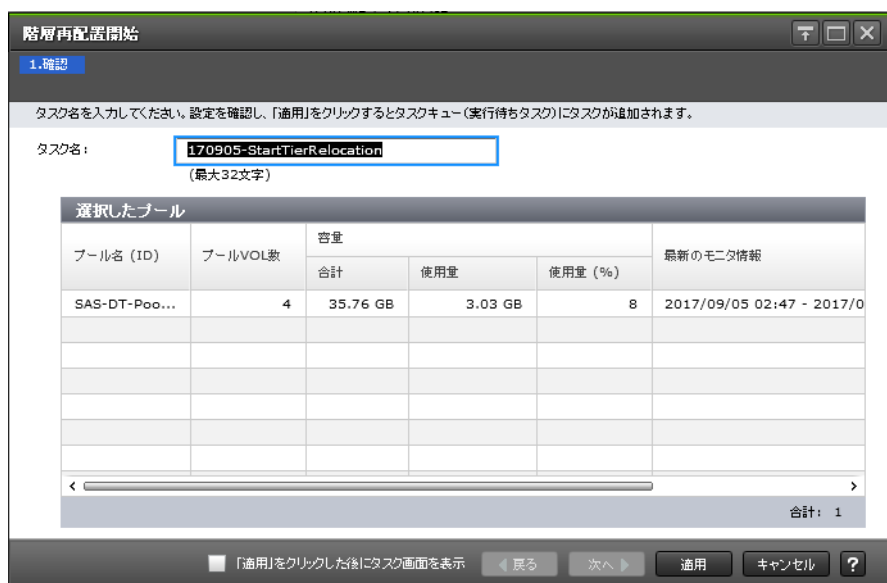 階層再配置開始
1.確認
タスク名を入力してください。設定を確認し、「適用」をクリックするとタスクキュー(実行待ちタスク)にタスクが追加されます。
タスク名: 170905-StartTierRelocation
(最大32文字)
選択したプール
プール名 (ID) プールVOL数 容量 最新のモニタ情報
合計 使用量 使用量 (%)
SAS-DT-Poo... 4 35.76 GB 3.03 GB 8 2017/09/05 02:47 - 2017/0
合計: 1
「適用」をクリックした後にタスク画面を表示 戻る 次へ 適用 キャンセル ?